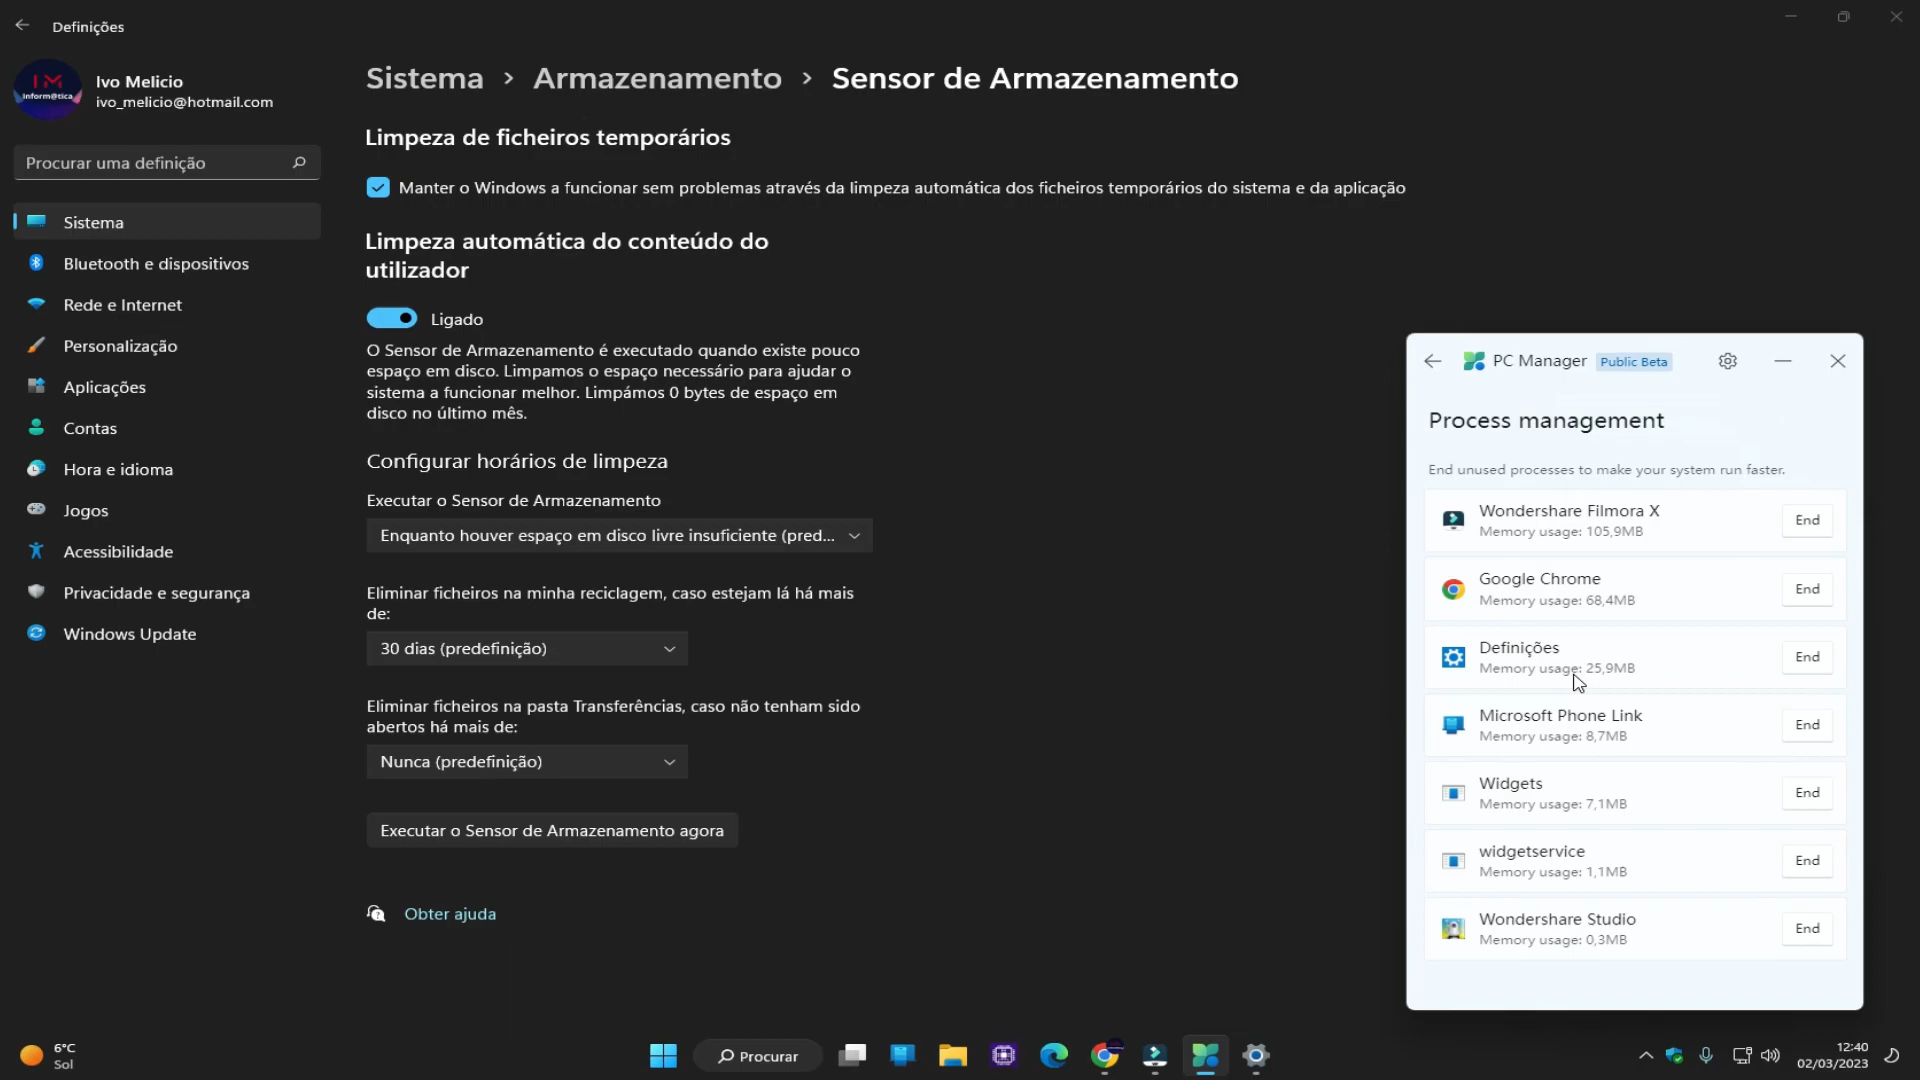 Definições
IM
Inform@tica
Ivo Melicio
ivo_melicio@hotmail.com
Procurar uma definição
Sistema
Bluetooth e dispositivos
Rede e Internet
Personalização
Aplicações
Contas
Hora e idioma
Jogos
Acessibilidade
Privacidade e segurança
Windows Update
Sistema > Armazenamento > Sensor de Armazenamento
Limpeza de ficheiros temporários
Manter o Windows a funcionar sem problemas através da limpeza automática dos ficheiros temporários do sistema e da aplicação
Limpeza automática do conteúdo do
utilizador
Ligado
O Sensor de Armazenamento é executado quando existe pouco
espaço em disco. Limpamos o espaço necessário para ajudar o
sistema a funcionar melhor. Limpámos 0 bytes de espaço em
disco no último mês.
Configurar horários de limpeza
Executar o Sensor de Armazenamento
Enquanto houver espaço em disco livre insuficiente (pred...
Eliminar ficheiros na minha reciclagem, caso estejam lá há mais
de:
30 dias (predefinição)
Eliminar ficheiros na pasta Transferências, caso não tenham sido
abertos há mais de:
Nunca (predefinição)
Executar o Sensor de Armazenamento agora
Obter ajuda
PC Manager Public Beta
Process management
End unused processes to make your system run faster.
Wondershare Filmora X
Memory usage: 105,9MB
End
Google Chrome
Memory usage: 68,4MB
End
Definições
Memory usage: 25,9MB
End
Microsoft Phone Link
Memory usage: 8,7MB
End
Widgets
Memory usage: 7,1MB
End
widgetservice
Memory usage: 1,1MB
End
Wondershare Studio
Memory usage: 0,3MB
End
6°C
Sol
Procurar
12:40
02/03/2023